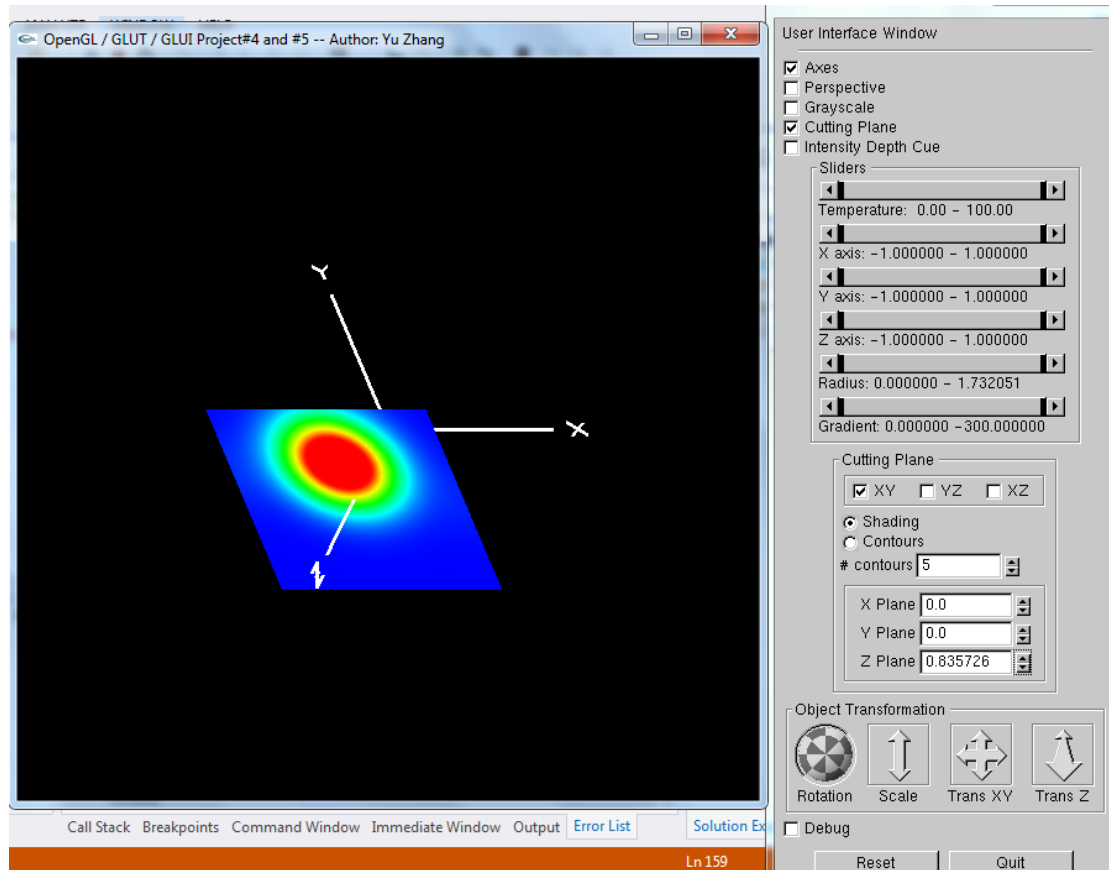 OpenGL / GLUT / GLUI Project#4 and #5 -- Author: Yu Zhang
Y
X
Z
Call Stack Breakpoints Command Window Immediate Window Output Error List Solution Ex
Ln 159
User Interface Window
Axes
Perspective
Grayscale
Cutting Plane
Intensity Depth Cue
Sliders
Temperature: 0.00 - 100.00
X axis: -1.000000 - 1.000000
Y axis: -1.000000 - 1.000000
Z axis: -1.000000 - 1.000000
Radius: 0.000000 - 1.732051
Gradient: 0.000000 -300.000000
Cutting Plane
XY YZ XZ
Shading
Contours
# contours 5
X Plane 0.0
Y Plane 0.0
Z Plane 0.835726
Object Transformation
Rotation Scale Trans XY Trans Z
Debug
Reset Quit